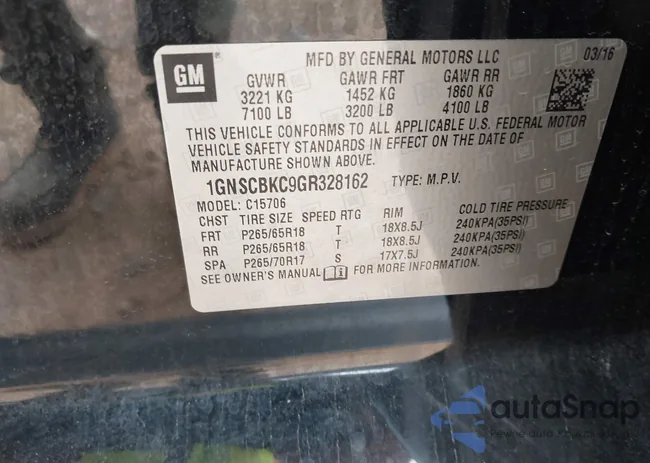 GM
MFD BY GENERAL MOTORS LLC 03/16
GVWR GAWR FRT GAWR RR
3221 KG 1452 KG 1860 KG
7100 LB 3200 LB 4100 LB
THIS VEHICLE CONFORMS TO ALL APPLICABLE U.S. FEDERAL MOTOR
VEHICLE SAFETY STANDARDS IN EFFECT ON THE DATE OF
MANUFACTURE SHOWN ABOVE.
1GNSCBKC9GR328162 TYPE: M.P.V.
MODEL: C15706
CHST TIRE SIZE SPEED RTG RIM COLD TIRE PRESSURE
FRT P265/65R18 T 18X8.5J 240KPA(35PSI)
RR P265/65R18 T 18X8.5J 240KPA(35PSI)
SPA P265/70R17 S 17X7.5J 240KPA(35PSI)
SEE OWNER'S MANUAL FOR MORE INFORMATION.
autaSnap